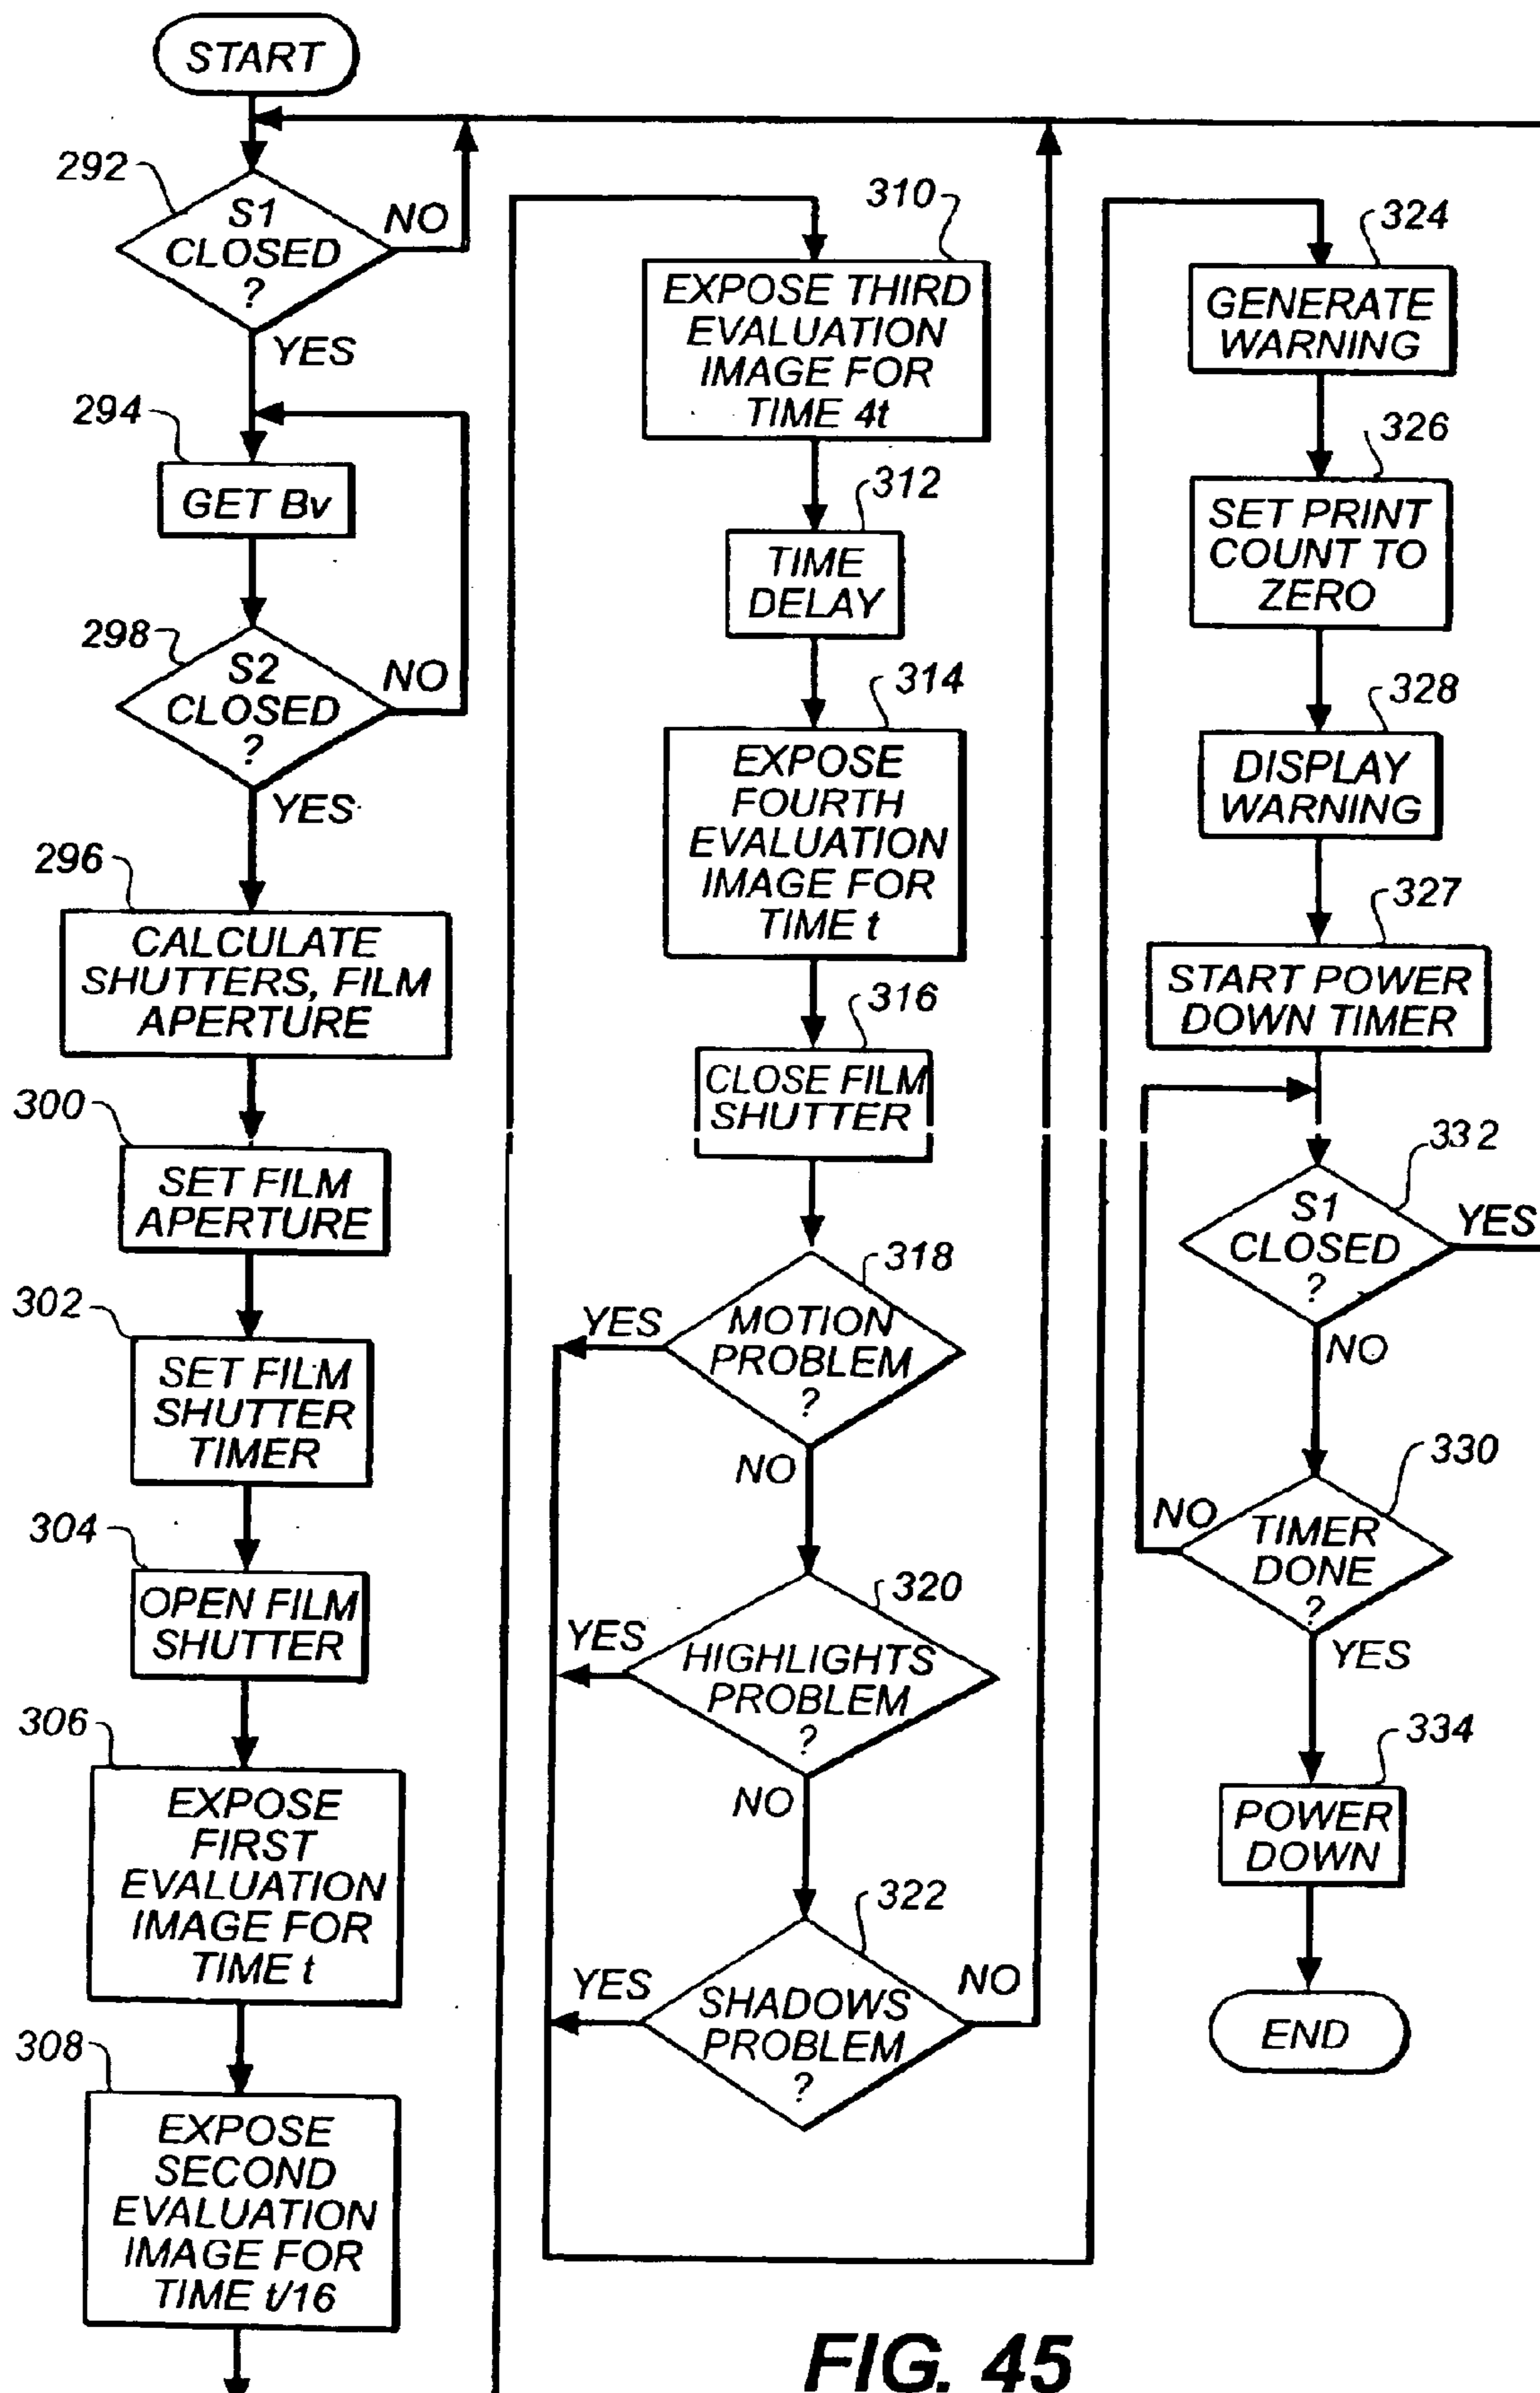 START
292
S1
CLOSED
?
NO
YES
294
GET Bv
298
S2
CLOSED
?
NO
YES
296
CALCULATE
SHUTTERS, FILM
APERTURE
300
SET FILM
APERTURE
302
SET FILM
SHUTTER
TIMER
304
OPEN FILM
SHUTTER
306
EXPOSE
FIRST
EVALUATION
IMAGE FOR
TIME t
308
EXPOSE
SECOND
EVALUATION
IMAGE FOR
TIME t/16
310
EXPOSE THIRD
EVALUATION
IMAGE FOR
TIME 4t
312
TIME
DELAY
314
EXPOSE
FOURTH
EVALUATION
IMAGE FOR
TIME t
316
CLOSE FILM
SHUTTER
318
YES
MOTION
PROBLEM
?
NO
320
YES
HIGHLIGHTS
PROBLEM
?
NO
322
YES
SHADOWS
PROBLEM
?
NO
324
GENERATE
WARNING
326
SET PRINT
COUNT TO
ZERO
328
DISPLAY
WARNING
327
START POWER
DOWN TIMER
332
S1
CLOSED
?
YES
NO
330
NO
TIMER
DONE
?
YES
334
POWER
DOWN
END
FIG. 45